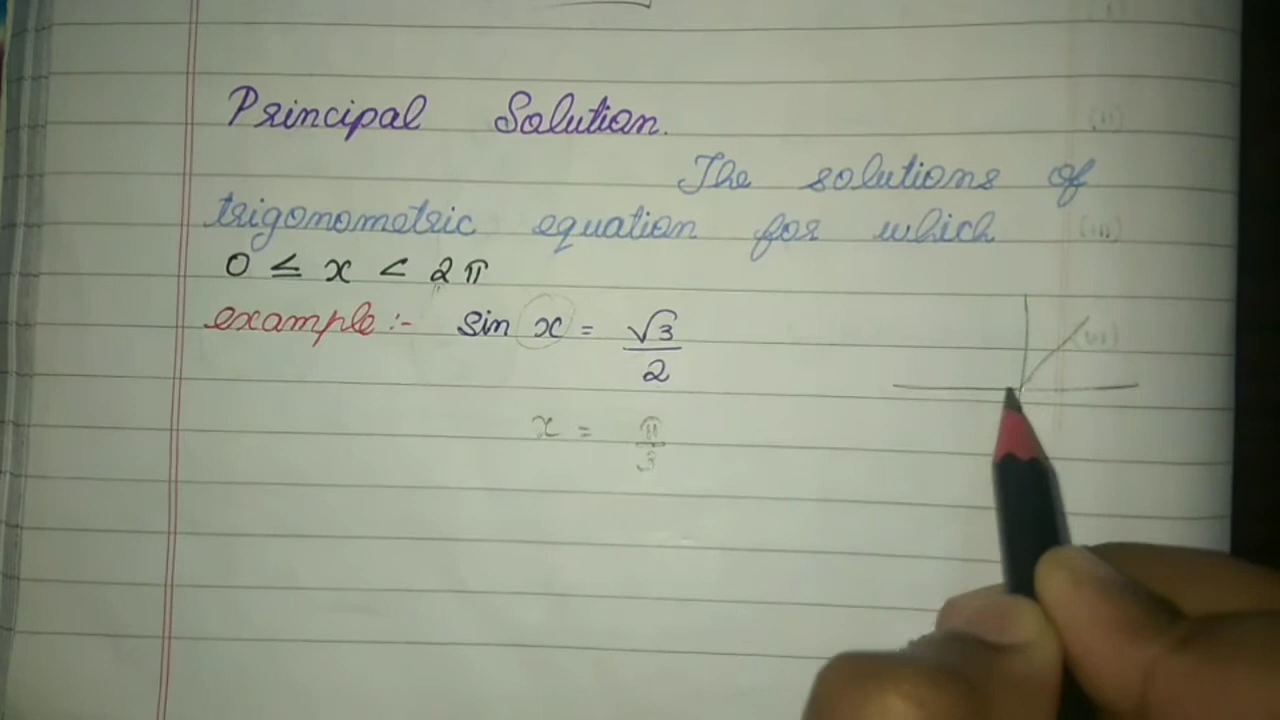 Principal Solution.
The solutions of
trigonometric equation for which
0 ≤ x < 2π
example:- sin x = √3/2
x = π/3